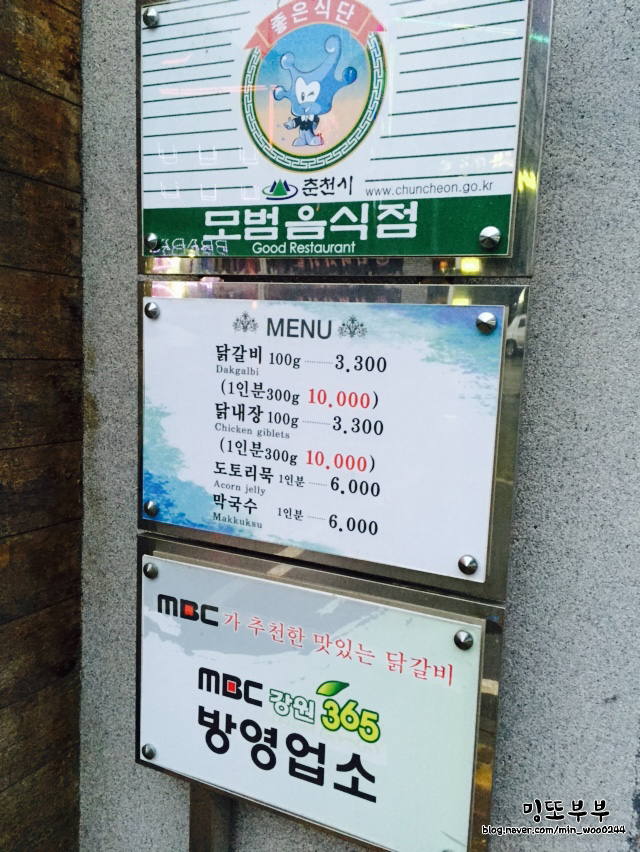 좋은식단
춘천시 www.chuncheon.go.kr
모범음식점
Good Restaurant
MENU
닭갈비 100g 3.300
Dakgalbi
(1인분300g 10.000)
닭내장 100g 3.300
Chicken giblets
(1인분300g 10.000)
도토리묵 1인분 6.000
Acorn jelly
막국수 1인분 6.000
Makkuksu
MBC가 추천한 맛있는 닭갈비
MBC 강원 365
방영업소
밍또부부
blog.never.com/min_woo0244